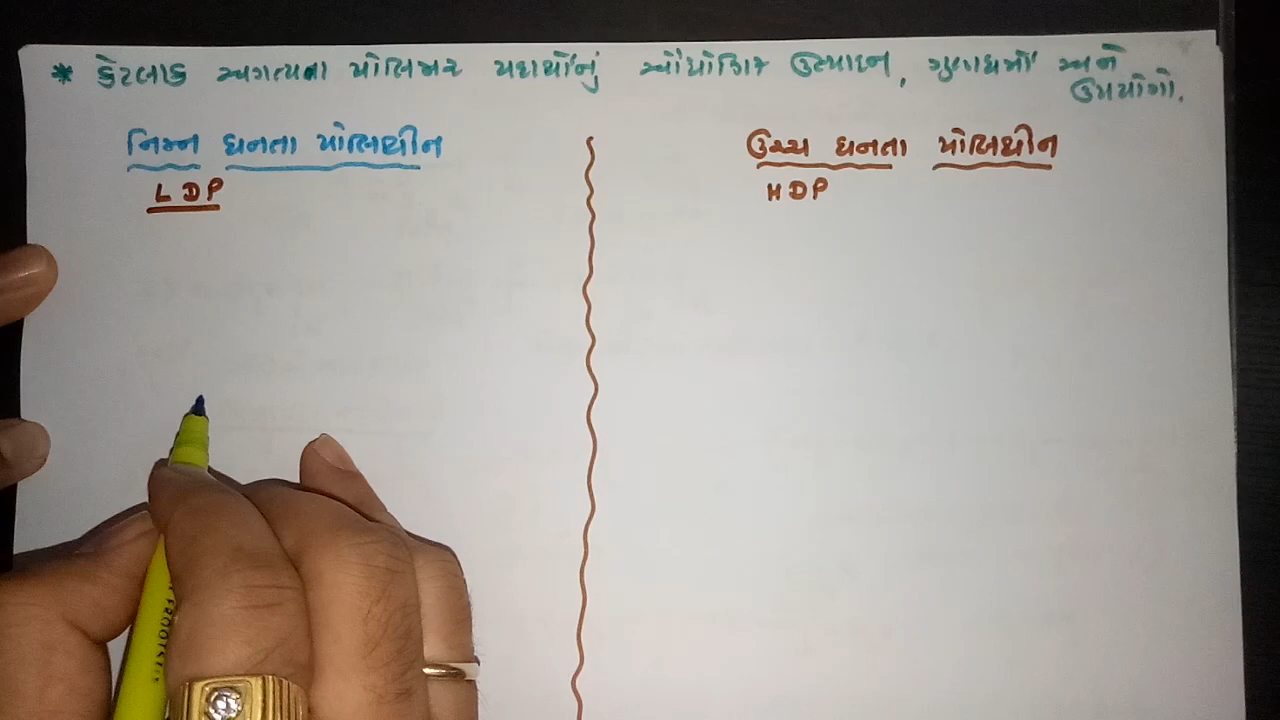 * કેટલાક અગત્યના પોલિમર પદાર્થોનું ઔદ્યોગિક ઉત્પાદન, ગુણધર્મો અને
ઉપયોગો.
નિમ્ન ઘનતા પોલિથીન
LDP
ઉચ્ચ ઘનતા પોલિથીન
HDP